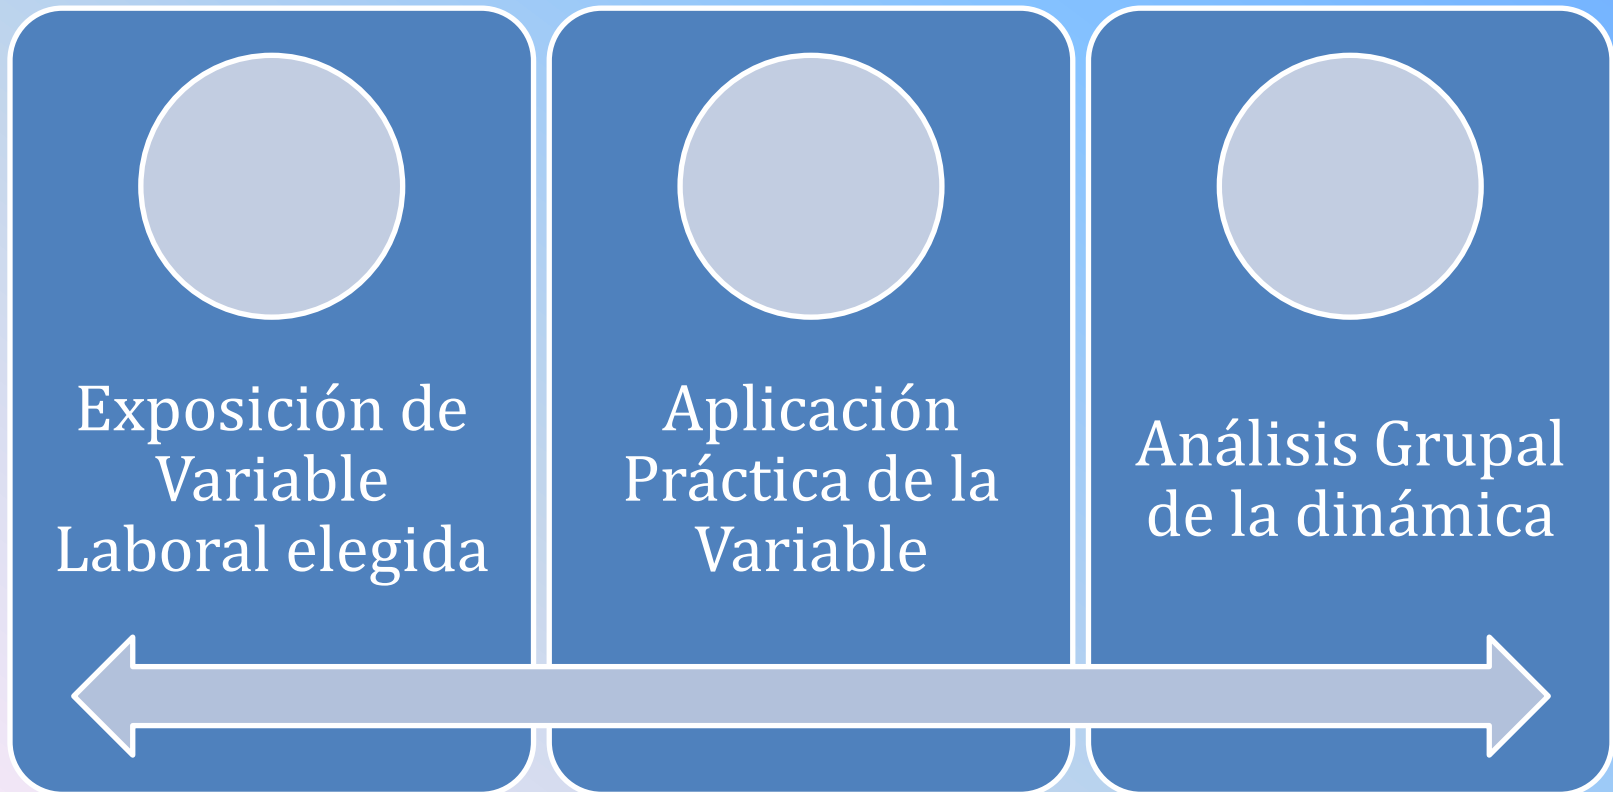 Exposición de
Variable
Laboral elegida
Aplicación
Práctica de la
Variable
Análisis Grupal
de la dinámica